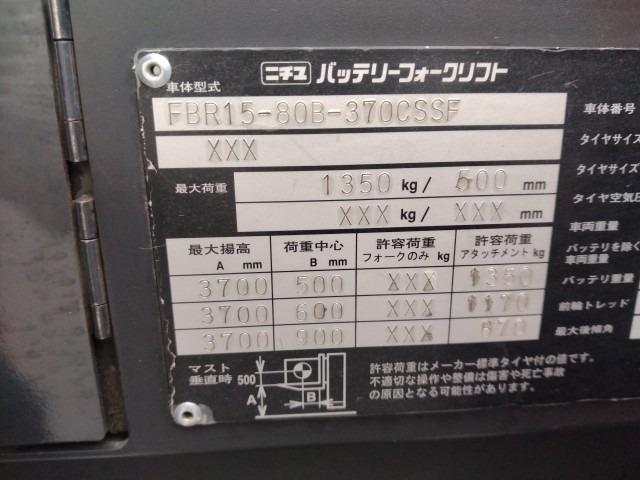 ニチユ バッテリーフォークリフト
車体型式
FBR15-80B-370CSSF
車体番号
XXX
タイヤサイズ
タイヤサイズ
最大荷重 1350 kg/ 500 mm
タイヤ空気圧
XXX kg/ XXX mm
車両重量
最大揚高 A mm 荷重中心 B mm 許容荷重 フォークのみ kg 許容荷重 アタッチメント kg
バッテリを除く
車両重量
3700 500 XXX 1350
バッテリ重量
3700 600 XXX 1170
前輪トレッド
3700 900 XXX 870
最大後傾角
マスト
垂直時 500
A B
許容荷重はメーカー標準タイヤ付の値です。
不適切な操作や整備は傷害や死亡事故
の原因となる可能性があります。